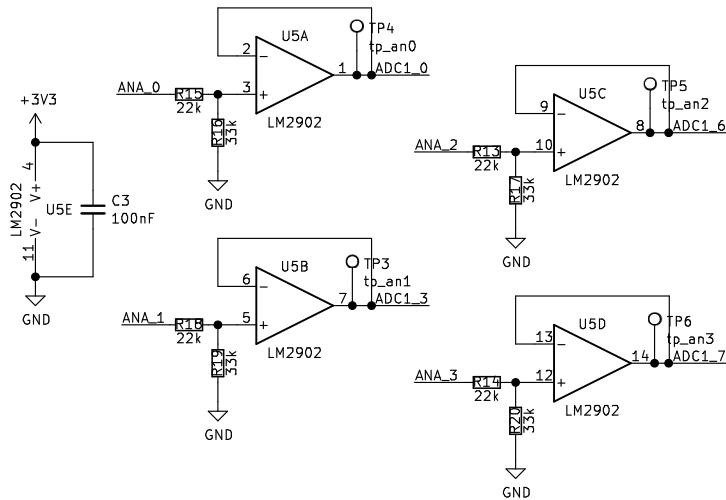 U5A
TP4
tp_an0
2
1
ADC1_0
ANA_0
R15
22k
3
R16
33k
LM2902
GND
+3V3
4
V+
LM2902
U5E
V-
11
C3
100nF
GND
U5C
TP5
tp_an2
9
8
ADC1_6
ANA_2
R13
22k
10
R17
33k
LM2902
GND
U5B
TP3
tp_an1
6
7
ADC1_3
ANA_1
R18
22k
5
R19
33k
LM2902
GND
U5D
TP6
tp_an3
13
14
ADC1_7
ANA_3
R14
22k
12
R20
33k
LM2902
GND